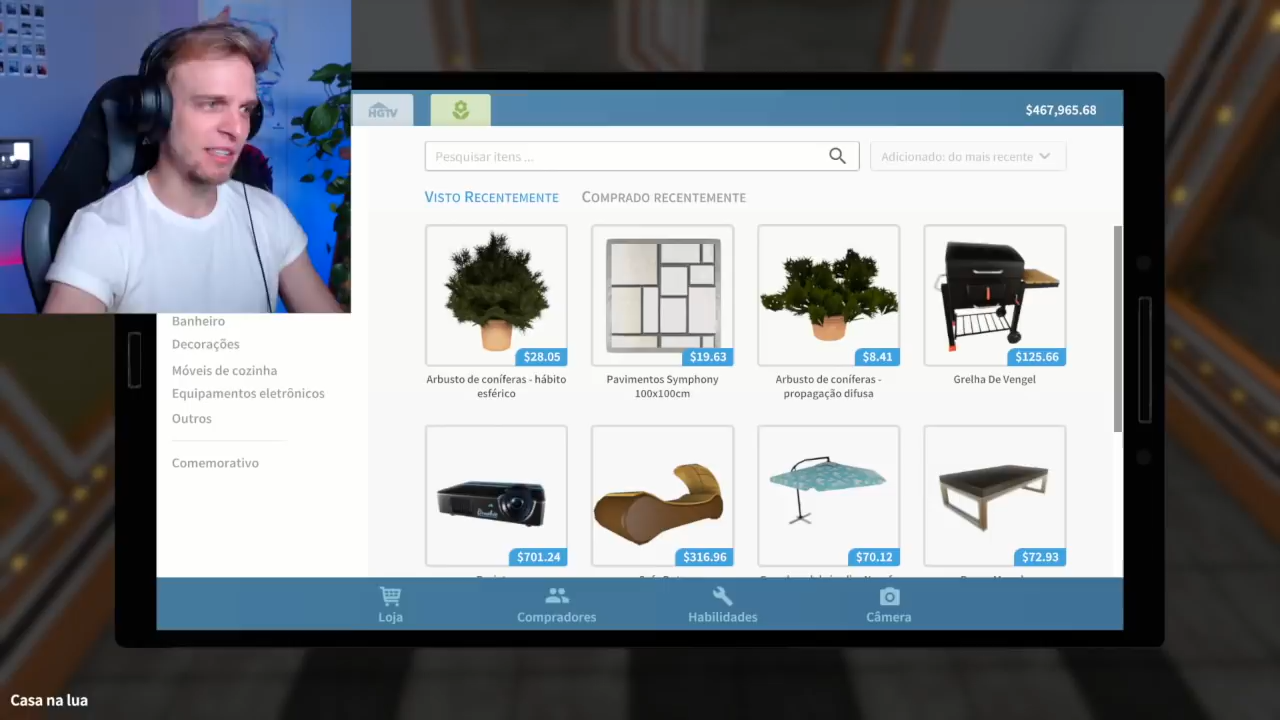 HGTV
$467,965.68
Pesquisar itens ...
Adicionado: do mais recente
Visto Recentemente
Comprado recentemente
$28.05
$19.63
$8.41
$125.66
Arbusto de coníferas - hábito
esférico
Pavimentos Symphony
100x100cm
Arbusto de coníferas -
propagação difusa
Grelha De Vengel
Banheiro
Decorações
Móveis de cozinha
Equipamentos eletrônicos
Outros
Comemorativo
$701.24
$316.96
$70.12
$72.93
Loja
Compradores
Habilidades
Câmera
Casa na lua